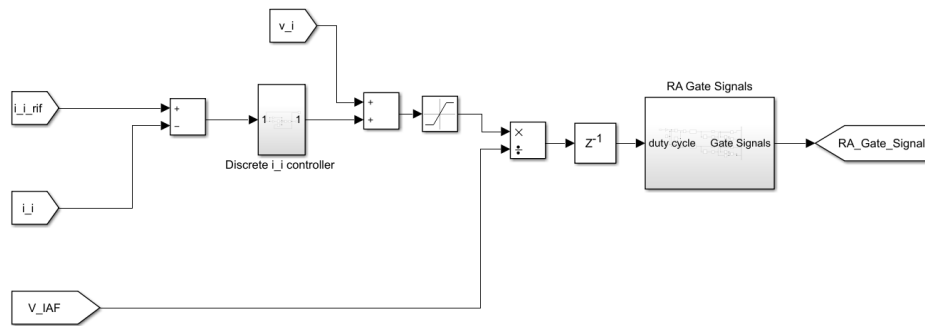 v_i
RA Gate Signals
i_i_rif
+
−
1 1
+
+
×
÷
Z-1
duty cycle Gate Signals
RA_Gate_Signal
Discrete i_i controller
i_i
V_IAF